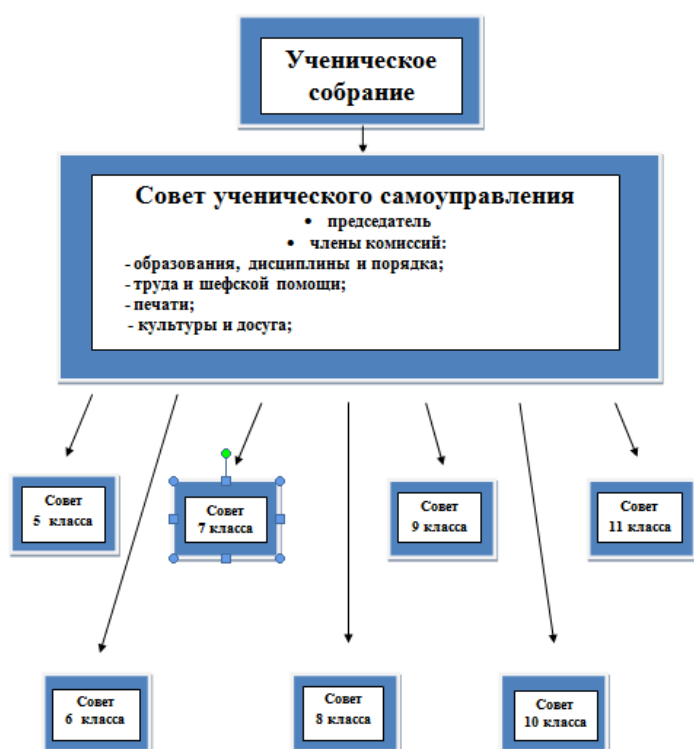 Ученическое
собрание
Совет ученического самоуправления
• председатель
• члены комиссий:
- образования, дисциплины и порядка;
- труда и шефской помощи;
- печати;
- культуры и досуга;
Совет
5 класса
Совет
7 класса
Совет
9 класса
Совет
11 класса
Совет
6 класса
Совет
8 класса
Совет
10 класса